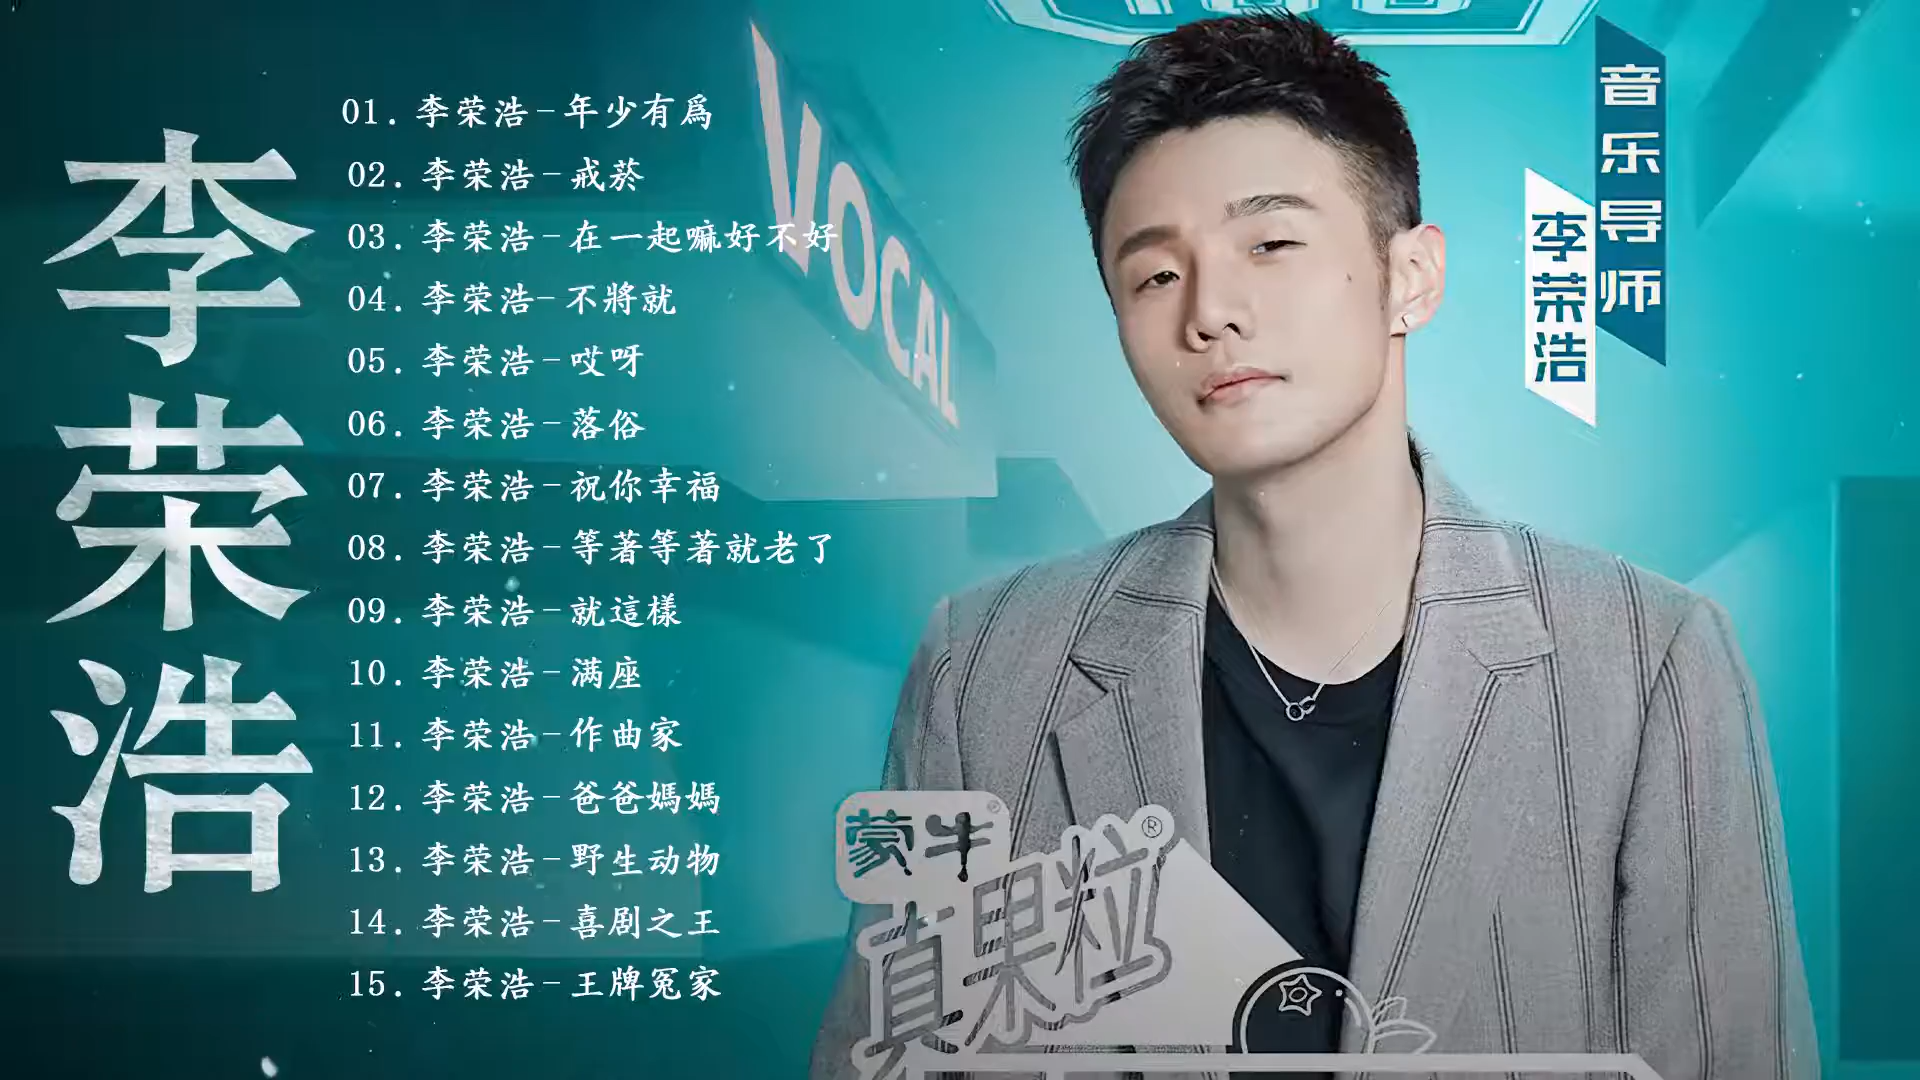 李荣浩
01. 李荣浩-年少有爲
02. 李荣浩-戒菸
03. 李荣浩-在一起嘛好不好
04. 李荣浩-不將就
05. 李荣浩-哎呀
06. 李荣浩-落俗
07. 李荣浩-祝你幸福
08. 李荣浩-等著等著就老了
09. 李荣浩-就這樣
10. 李荣浩-满座
11. 李荣浩-作曲家
12. 李荣浩-爸爸媽媽
13. 李荣浩-野生动物
14. 李荣浩-喜剧之王
15. 李荣浩-王牌冤家
VOCAL
音乐导师
李荣浩
蒙牛®
真果粒®